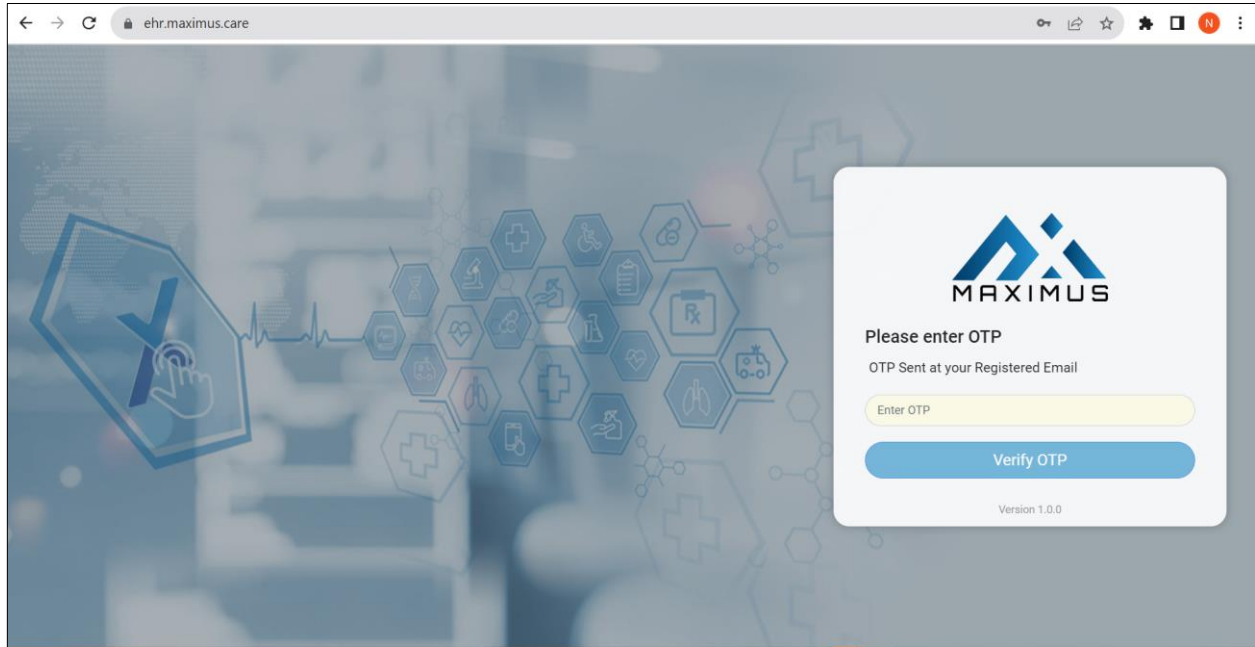 ehr.maximus.care
N
Rx
MAXIMUS
Please enter OTP
OTP Sent at your Registered Email
Enter OTP
Verify OTP
Version 1.0.0